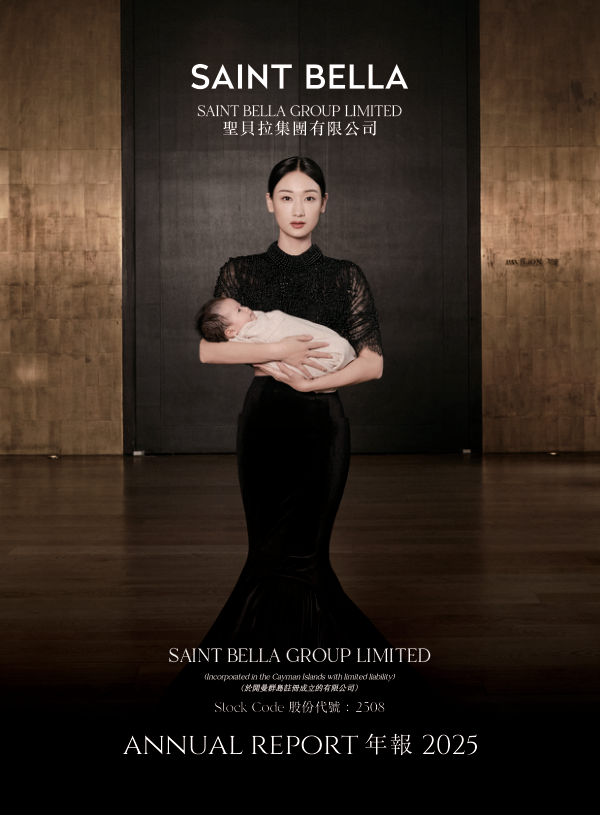 SAINT BELLA
SAINT BELLA GROUP LIMITED
聖貝拉集團有限公司
SAINT BELLA GROUP LIMITED
(Incorporated in the Cayman Islands with limited liability)
(於開曼群島註冊成立的有限公司)
Stock Code 股份代號：2508
ANNUAL REPORT 年報 2025